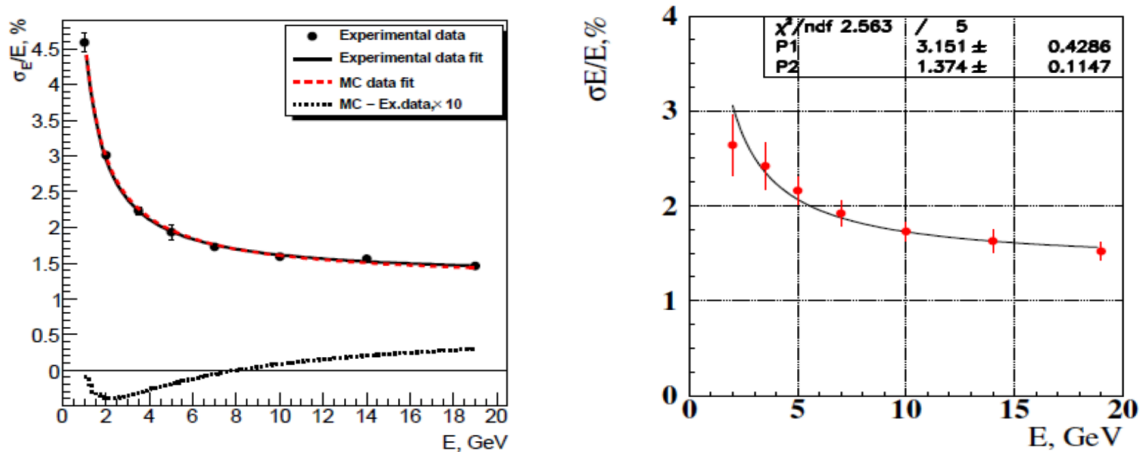 σE/E, %
Experimental data
Experimental data fit
MC data fit
MC – Ex.data,× 10
4.5
4
3.5
3
2.5
2
1.5
1
0.5
0
0 2 4 6 8 10 12 14 16 18 20
E, GeV
σE/E,%
χ²/ndf 2.563 / 5
P1 3.151 ± 0.4286
P2 1.374 ± 0.1147
4
3
2
1
0
0 5 10 15 20
E, GeV